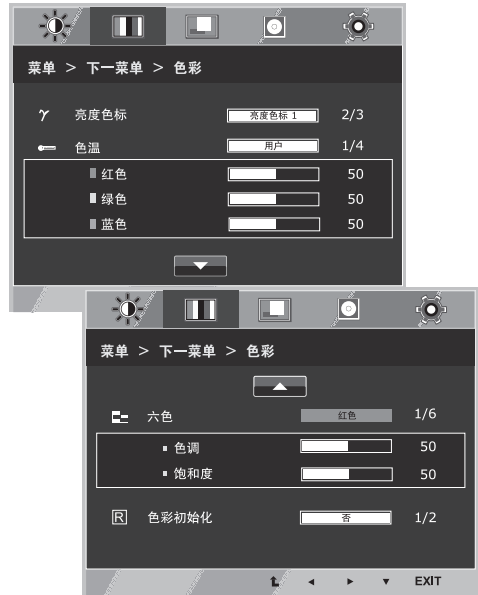 菜单 > 下一菜单 > 色彩
γ 亮度色标 亮度色标 1 2/3
色温 用户 1/4
红色 50
绿色 50
蓝色 50
菜单 > 下一菜单 > 色彩
六色 红色 1/6
色调 50
饱和度 50
R 色彩初始化 否 1/2
EXIT